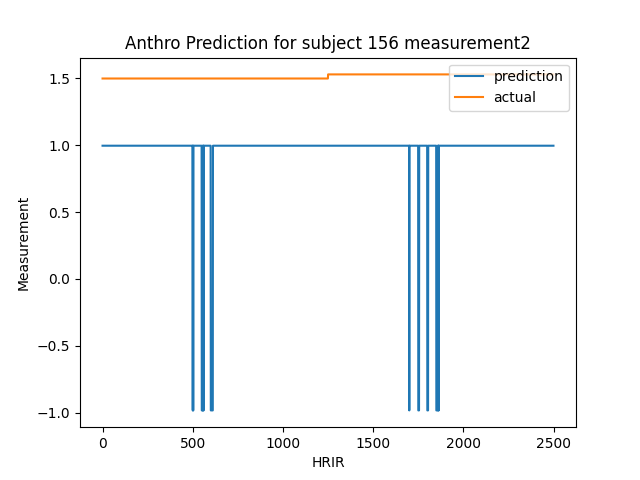 Anthro Prediction for subject 156 measurement2
prediction
actual
1.5
1.0
0.5
0.0
−0.5
−1.0
Measurement
0 500 1000 1500 2000 2500
HRIR